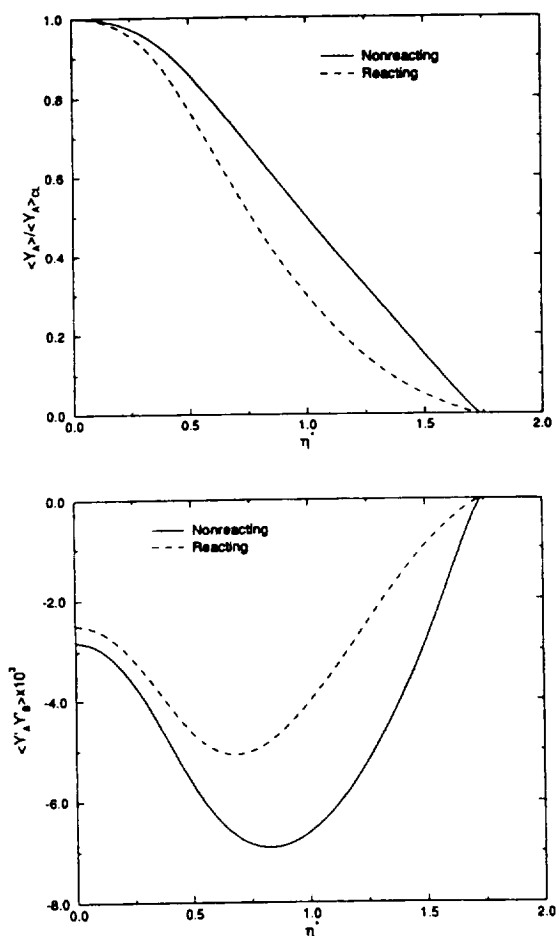 1.0
0.8
0.6
0.4
0.2
0.0
<Y_A>/<Y_A>_CL
Nonreacting
Reacting
0.0 0.5 1.0 1.5 2.0
η*
0.0
-2.0
-4.0
-6.0
-8.0
<Y'_A Y'_B>x10³
Nonreacting
Reacting
0.0 0.5 1.0 1.5 2.0
η*